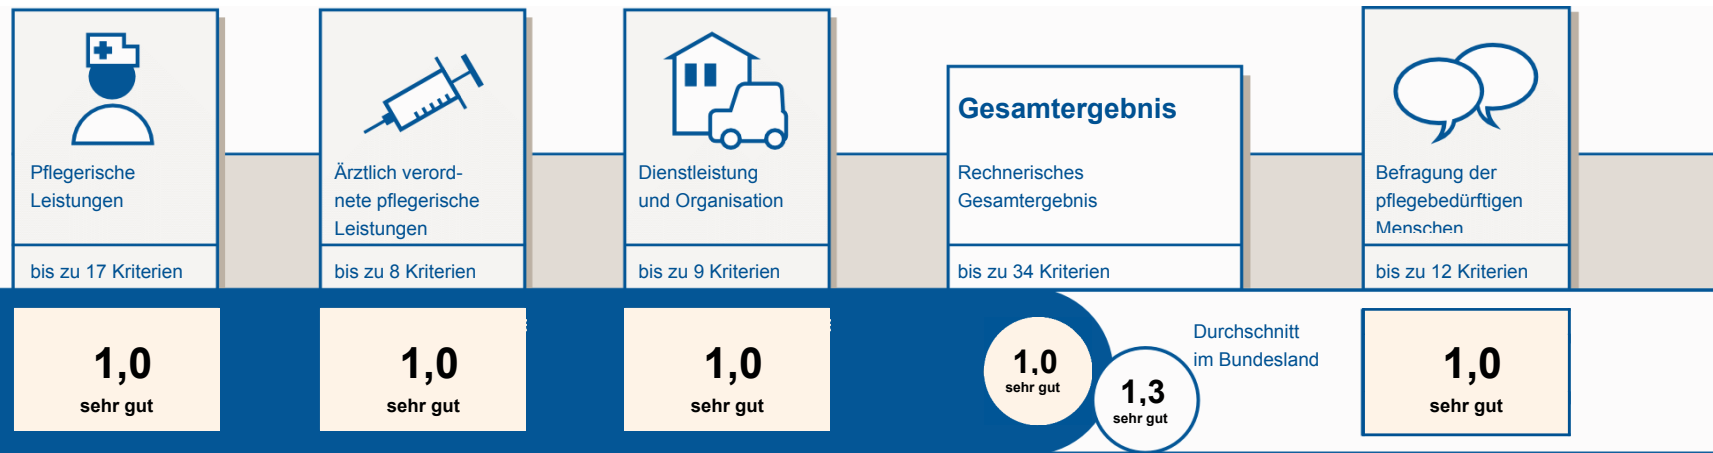 Pflegerische
Leistungen
bis zu 17 Kriterien
1,0
sehr gut
Ärztlich verord-
nete pflegerische
Leistungen
bis zu 8 Kriterien
1,0
sehr gut
Dienstleistung
und Organisation
bis zu 9 Kriterien
1,0
sehr gut
Gesamtergebnis
Rechnerisches
Gesamtergebnis
bis zu 34 Kriterien
1,0
sehr gut
1,3
sehr gut
Durchschnitt
im Bundesland
Befragung der
pflegebedürftigen
Menschen
bis zu 12 Kriterien
1,0
sehr gut